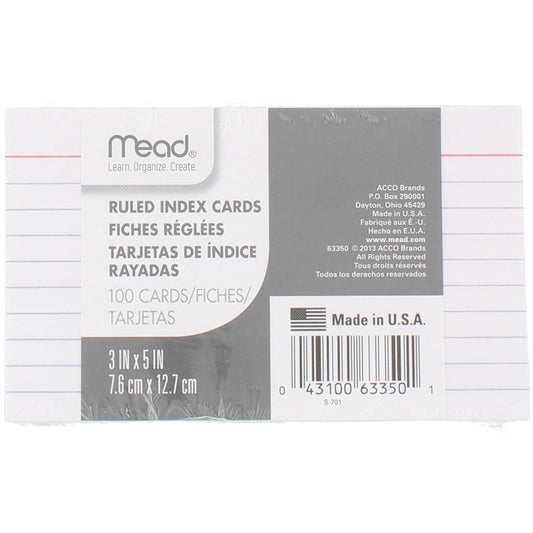 Mead®
Learn. Organize. Create.
RULED INDEX CARDS
FICHES RÉGLÉES
TARJETAS DE ÍNDICE
RAYADAS
100 CARDS/FICHES/
TARJETAS
3 IN x 5 IN
7.6 cm x 12.7 cm
ACCO Brands
P.O. Box 290001
Dayton, Ohio 45429
Made in U.S.A.
Fabriqué aux É.-U.
Hecho en E.U.A.
www.mead.com
63350 © 2013 ACCO Brands
All Rights Reserved
Tous droits réservés
Todos los derechos reservados
Made in U.S.A.
0 43100 63350 1
S-701